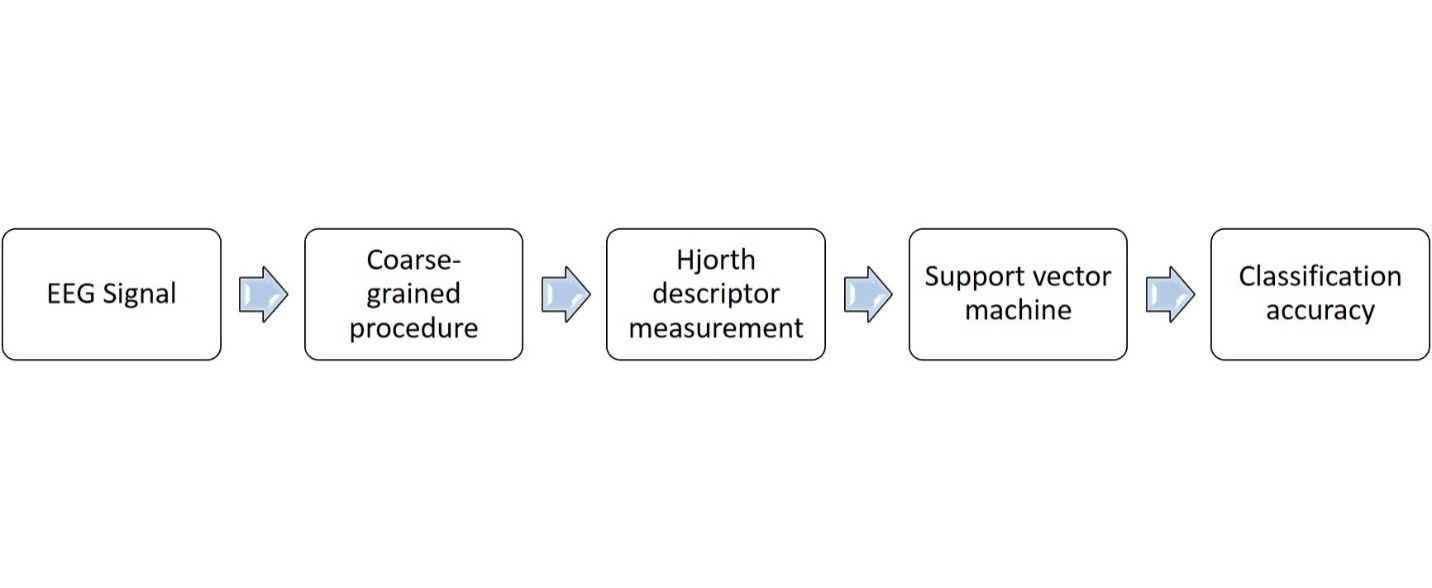 EEG Signal
Coarse-
grained
procedure
Hjorth
descriptor
measurement
Support vector
machine
Classification
accuracy